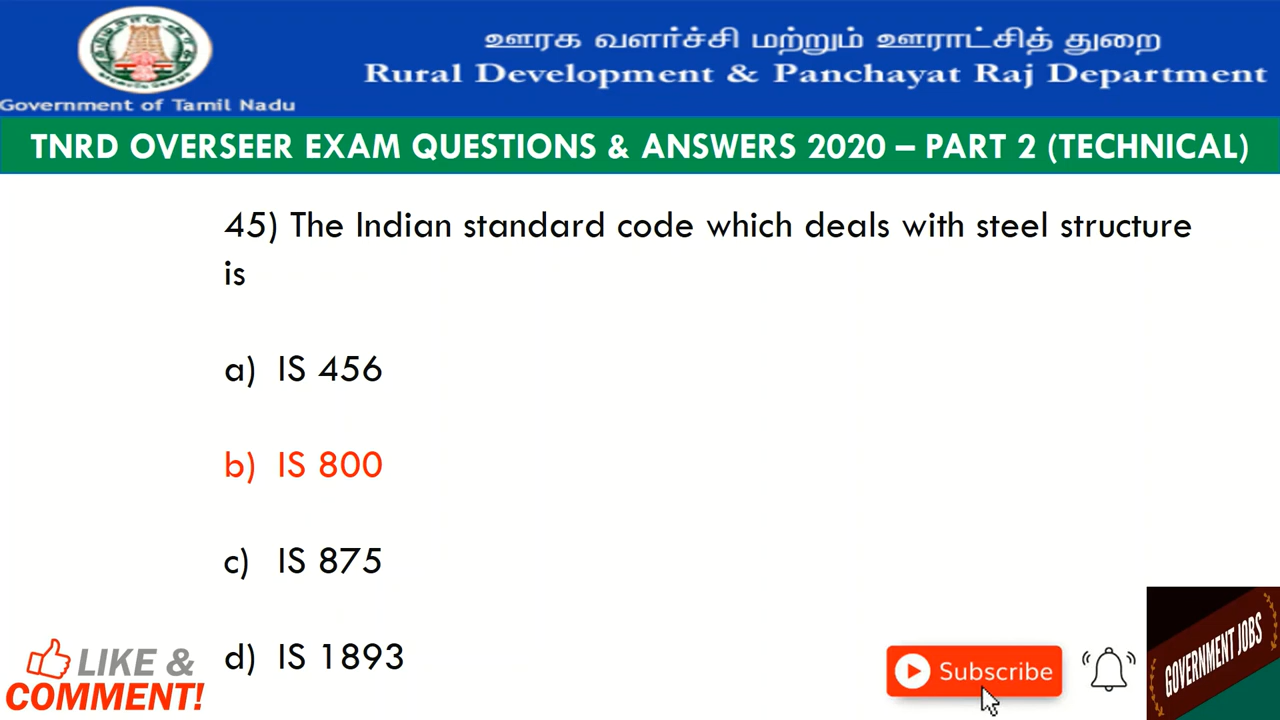 ஊரக வளர்ச்சி மற்றும் ஊராட்சித் துறை
Rural Development & Panchayat Raj Department
Government of Tamil Nadu
TNRD OVERSEER EXAM QUESTIONS & ANSWERS 2020 – PART 2 (TECHNICAL)
45) The Indian standard code which deals with steel structure
is
a) IS 456
b) IS 800
c) IS 875
d) IS 1893
LIKE &
COMMENT!
Subscribe
GOVERNMENT JOBS